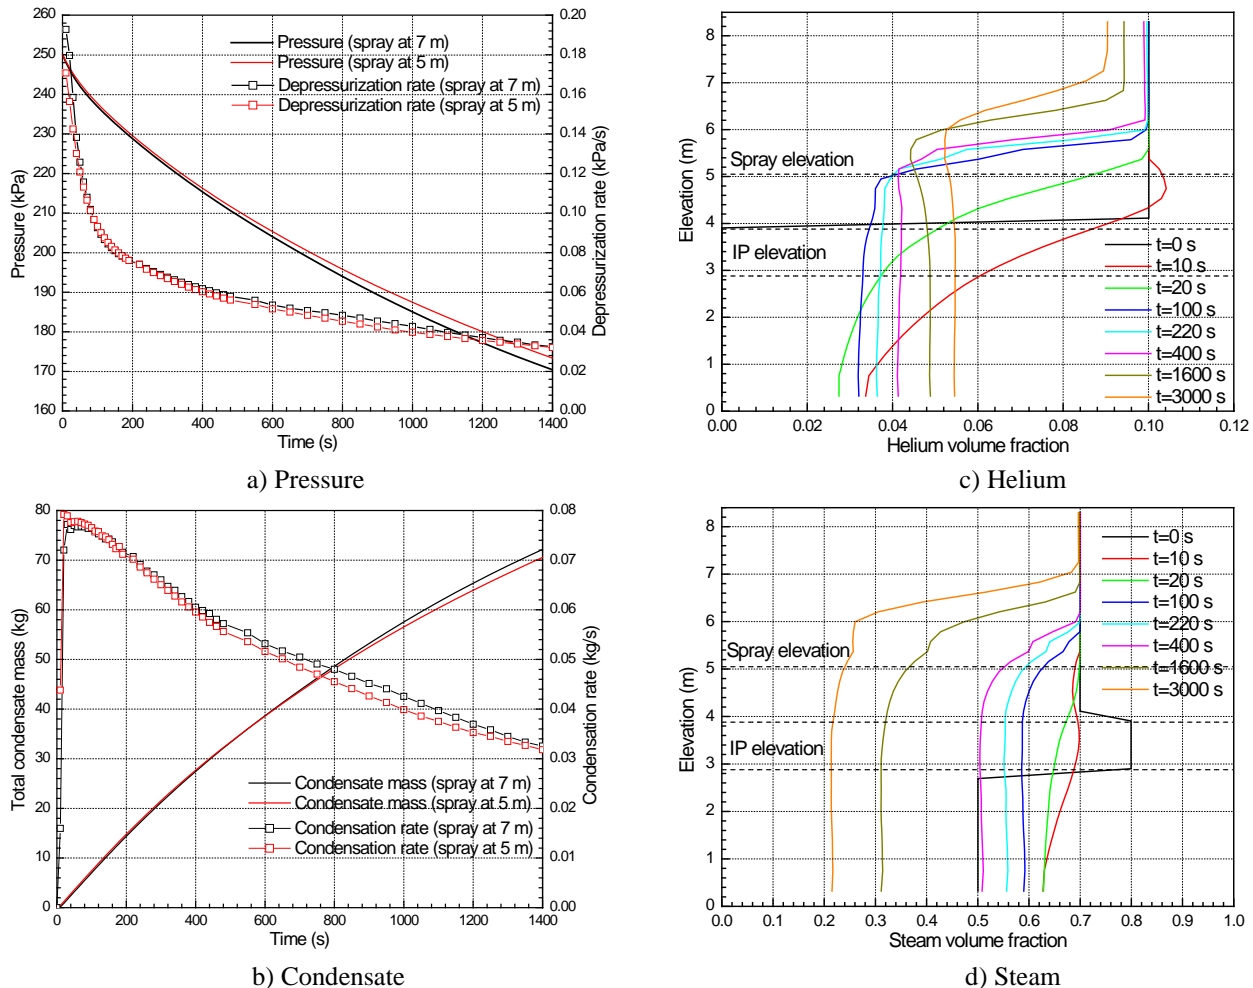 260
250
240
230
220
210
200
190
180
170
160
Pressure (kPa)
0.20
0.18
0.16
0.14
0.12
0.10
0.08
0.06
0.04
0.02
0.00
Depressurization rate (kPa/s)
Pressure (spray at 7 m)
Pressure (spray at 5 m)
Depressurization rate (spray at 7 m)
Depressurization rate (spray at 5 m)
0 200 400 600 800 1000 1200 1400
Time (s)
a) Pressure
8
7
6
5
4
3
2
1
0
Elevation (m)
Spray elevation
IP elevation
t=0 s
t=10 s
t=20 s
t=100 s
t=220 s
t=400 s
t=1600 s
t=3000 s
0.00 0.02 0.04 0.06 0.08 0.10 0.12
Helium volume fraction
c) Helium
80
70
60
50
40
30
20
10
0
Total condensate mass (kg)
0.08
0.07
0.06
0.05
0.04
0.03
0.02
0.01
0.00
Condensation rate (kg/s)
Condensate mass (spray at 7 m)
Condensate mass (spray at 5 m)
Condensation rate (spray at 7 m)
Condensation rate (spray at 5 m)
0 200 400 600 800 1000 1200 1400
Time (s)
b) Condensate
8
7
6
5
4
3
2
1
0
Elevation (m)
Spray elevation
IP elevation
t=0 s
t=10 s
t=20 s
t=100 s
t=220 s
t=400 s
t=1600 s
t=3000 s
0.0 0.1 0.2 0.3 0.4 0.5 0.6 0.7 0.8 0.9 1.0
Steam volume fraction
d) Steam